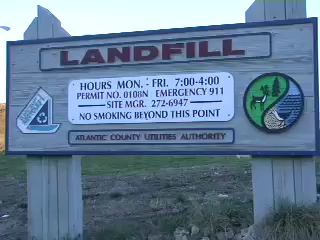 LANDFILL
HOURS MON. - FRI. 7:00-4:00
PERMIT NO. 0108N EMERGENCY 911
SITE MGR. 272-6947
NO SMOKING BEYOND THIS POINT
ATLANTIC COUNTY UTILITIES AUTHORITY